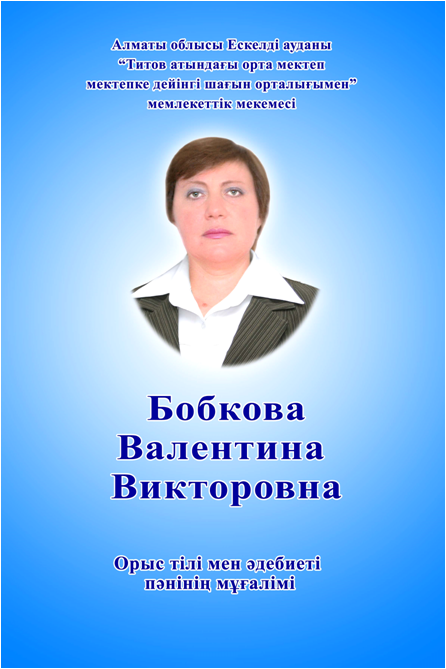 Алматы облысы Ескелді ауданы
“Титов атындағы орта мектеп
мектепке дейінгі шағын орталығымен”
мемлекеттік мекемесі
Бобкова
Валентина
Викторовна
Орыс тілі мен әдебиеті
пәнінің мұғалімі